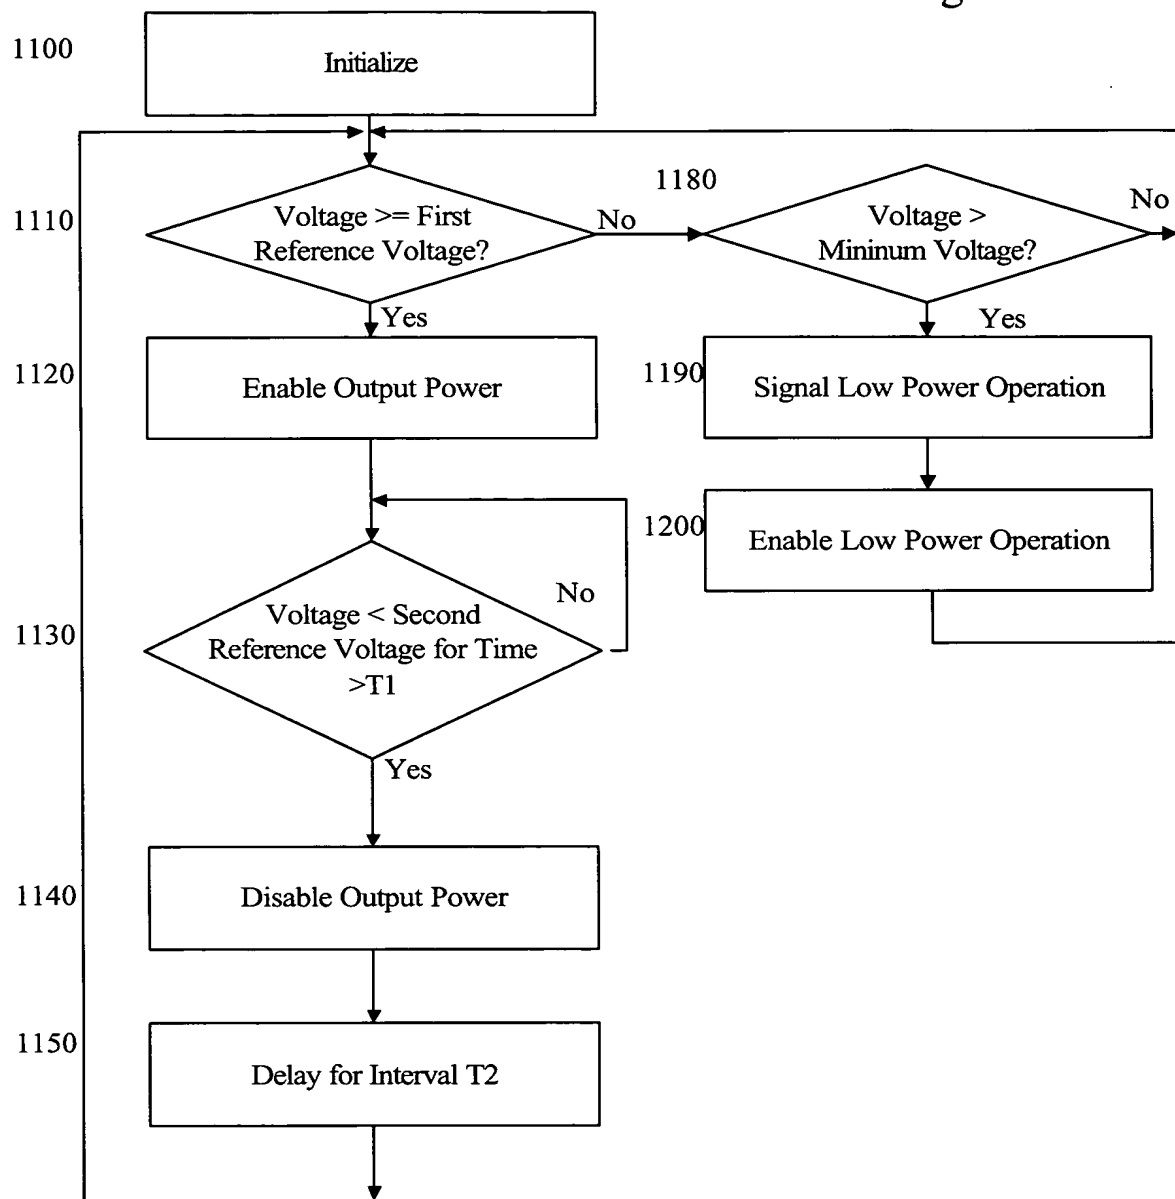 1100
Initialize
1110
Voltage >= First
Reference Voltage?
No
1180
Voltage >
Mininum Voltage?
No
Yes
Yes
1120
Enable Output Power
1190
Signal Low Power Operation
1200
Enable Low Power Operation
1130
Voltage < Second
Reference Voltage for Time
>T1
No
Yes
1140
Disable Output Power
1150
Delay for Interval T2